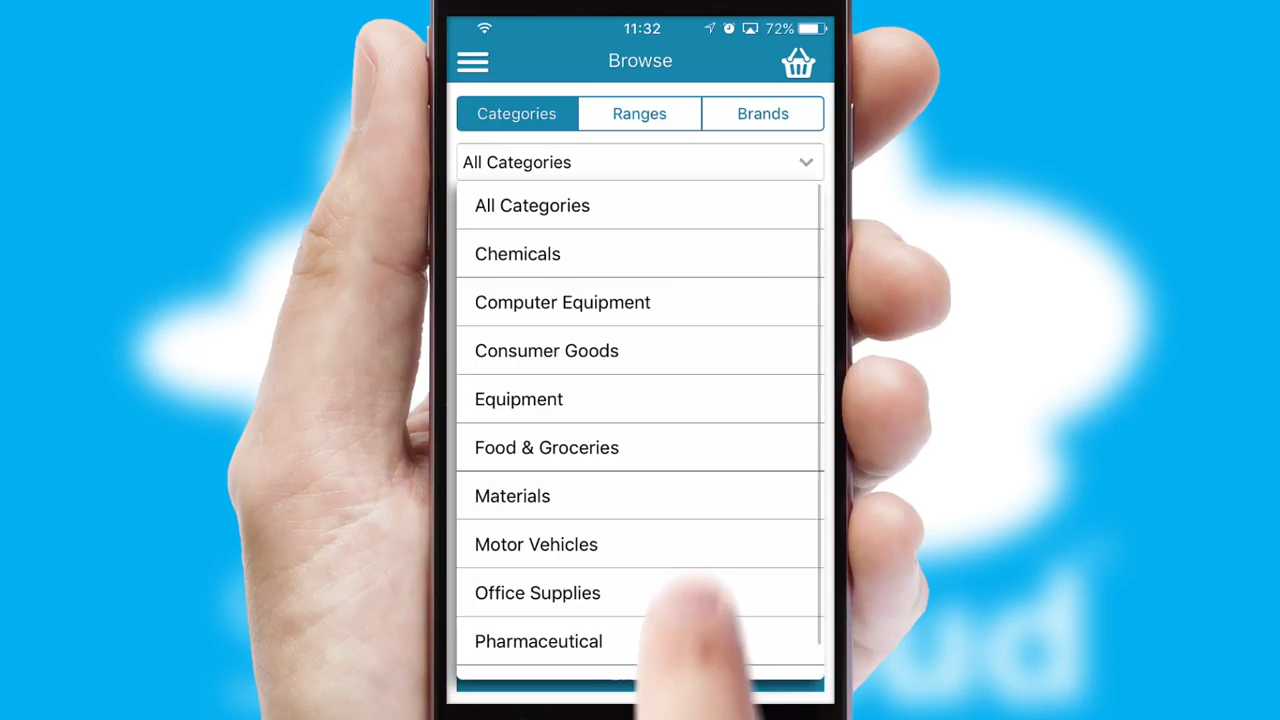 11:32
72%
Browse
Categories Ranges Brands
All Categories
All Categories
Chemicals
Computer Equipment
Consumer Goods
Equipment
Food & Groceries
Materials
Motor Vehicles
Office Supplies
Pharmaceutical